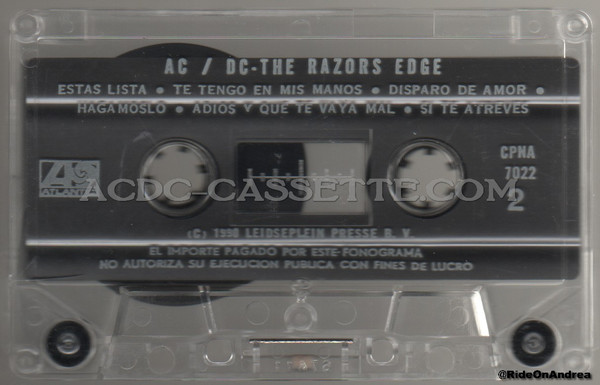 AC / DC-THE RAZORS EDGE
ESTAS LISTA • TE TENGO EN MIS MANOS • DISPARO DE AMOR •
HAGAMOSLO • ADIOS Y QUE TE VAYA MAL • SI TE ATREVES
CPNA
7022
2
ATLANTIC
ACDC-CASSETTE.COM
(C) 1990 LEIDSEPLEIN PRESSE B. V.
EL IMPORTE PAGADO POR ESTE-FONOGRAMA
NO AUTORIZA SU EJECUCION PUBLICA CON FINES DE LUCRO
@RideOnAndrea